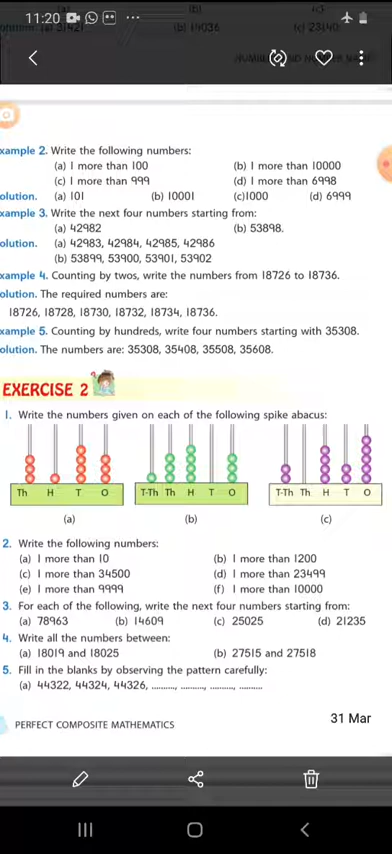 11:20
(b) 14036
(c) 23140
xample 2. Write the following numbers:
(a) 1 more than 100 (b) 1 more than 10000
(c) 1 more than 999 (d) 1 more than 6998
olution. (a) 101 (b) 10001 (c)1000 (d) 6999
xample 3. Write the next four numbers starting from:
(a) 42982 (b) 53898.
olution. (a) 42983, 42984, 42985, 42986
(b) 53899, 53900, 53901, 53902
xample 4. Counting by twos, write the numbers from 18726 to 18736.
olution. The required numbers are:
18726, 18728, 18730, 18732, 18734, 18736.
xample 5. Counting by hundreds, write four numbers starting with 35308.
olution. The numbers are: 35308, 35408, 35508, 35608.
EXERCISE 2
1. Write the numbers given on each of the following spike abacus:
Th H T O T-Th Th H T O T-Th Th H T O
(a) (b) (c)
2. Write the following numbers:
(a) 1 more than 10 (b) 1 more than 1200
(c) 1 more than 34500 (d) 1 more than 23499
(e) 1 more than 9999 (f) 1 more than 10000
3. For each of the following, write the next four numbers starting from:
(a) 78963 (b) 14609 (c) 25025 (d) 21235
4. Write all the numbers between:
(a) 18019 and 18025 (b) 27515 and 27518
5. Fill in the blanks by observing the pattern carefully:
(a) 44322, 44324, 44326, .........., .........., .........., ..........
PERFECT COMPOSITE MATHEMATICS
31 Mar